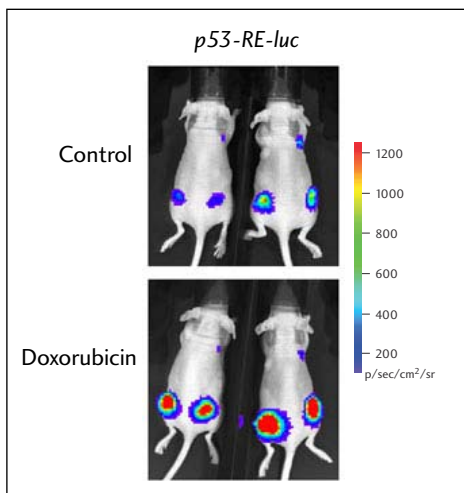 p53-RE-luc
Control
Doxorubicin
1200
1000
800
600
400
200
p/sec/cm²/sr